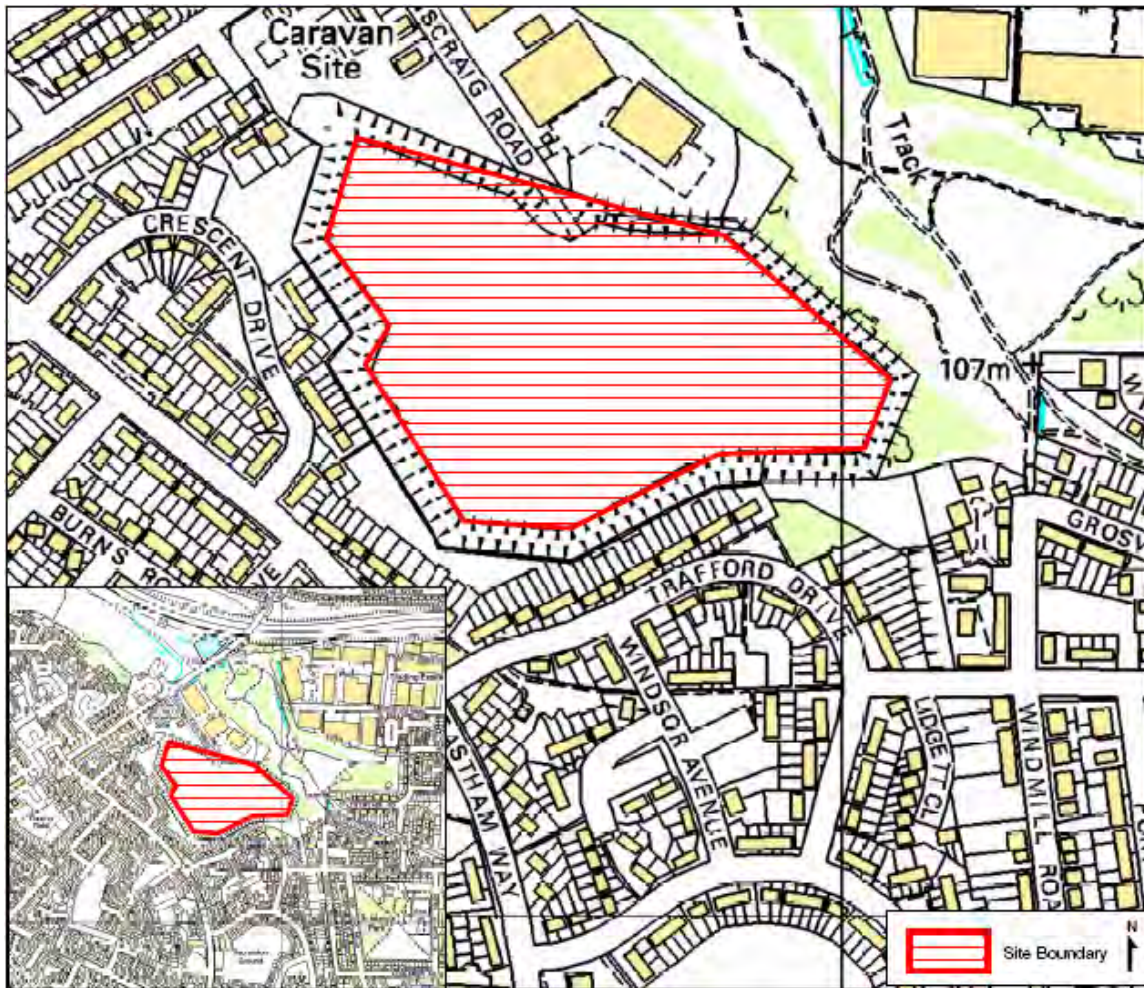 Caravan
Site
SCRAIG ROAD
Track
CRESCENT DRIVE
107m
BURNS RO
GROSV
TRAFFORD DRIVE
WINDSOR AVENUE
LIDGETT CL
WINDMILL ROA
ASTHAM WAY
Site Boundary
N